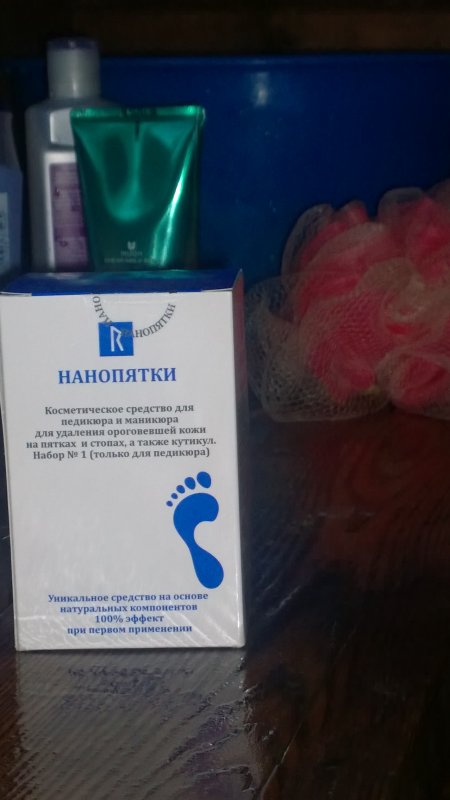 НАНОПЯТКИ
R
НАНОПЯТКИ
Косметическое средство для
педикюра и маникюра
для удаления ороговевшей кожи
на пятках и стопах, а также кутикул.
Набор № 1 (только для педикюра)
Уникальное средство на основе
натуральных компонентов
100% эффект
при первом применении